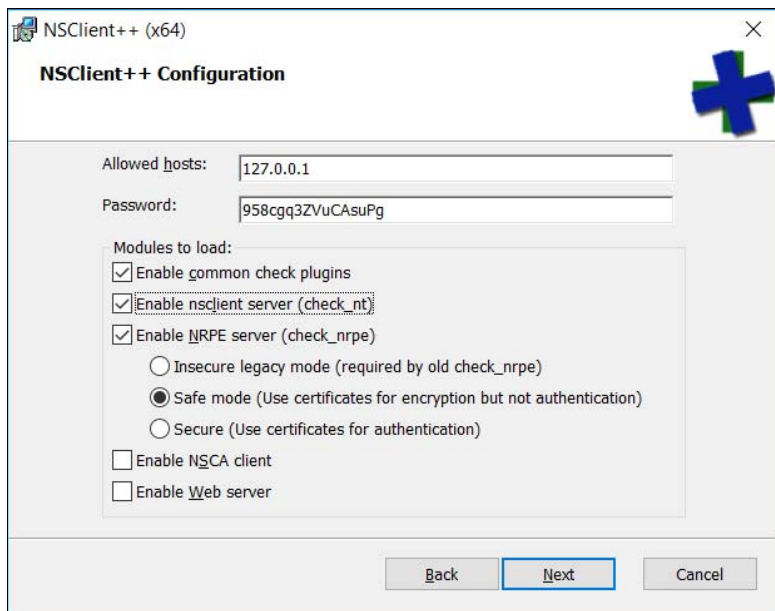 NSClient++ (x64)
NSClient++ Configuration
Allowed hosts: 127.0.0.1
Password: 958cgq3ZVuCAsuPg
Modules to load:
Enable common check plugins
Enable nsclient server (check_nt)
Enable NRPE server (check_nrpe)
Insecure legacy mode (required by old check_nrpe)
Safe mode (Use certificates for encryption but not authentication)
Secure (Use certificates for authentication)
Enable NSCA client
Enable Web server
Back Next Cancel